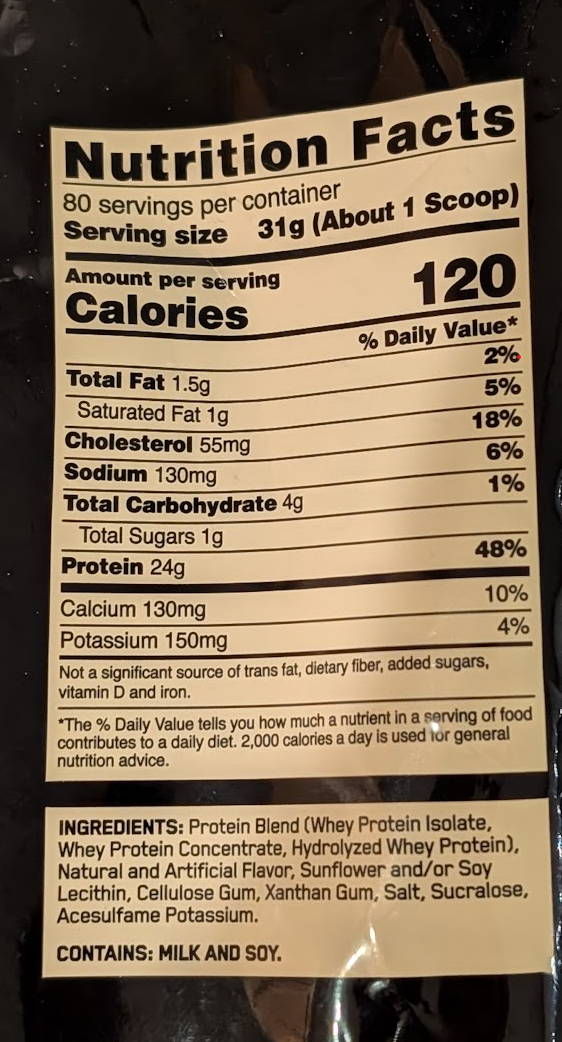 Nutrition Facts
80 servings per container
Serving size 31g (About 1 Scoop)
Amount per serving
Calories 120
% Daily Value*
Total Fat 1.5g 2%
Saturated Fat 1g 5%
Cholesterol 55mg 18%
Sodium 130mg 6%
Total Carbohydrate 4g 1%
Total Sugars 1g
Protein 24g 48%
Calcium 130mg 10%
Potassium 150mg 4%
Not a significant source of trans fat, dietary fiber, added sugars,
vitamin D and iron.
*The % Daily Value tells you how much a nutrient in a serving of food
contributes to a daily diet. 2,000 calories a day is used for general
nutrition advice.
INGREDIENTS: Protein Blend (Whey Protein Isolate,
Whey Protein Concentrate, Hydrolyzed Whey Protein),
Natural and Artificial Flavor, Sunflower and/or Soy
Lecithin, Cellulose Gum, Xanthan Gum, Salt, Sucralose,
Acesulfame Potassium.
CONTAINS: MILK AND SOY.